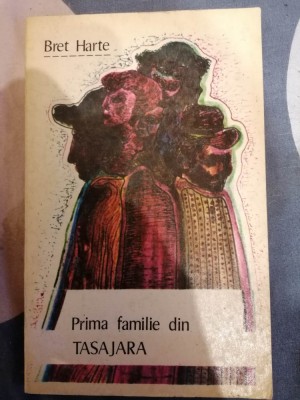 Bret Harte
Prima familie din
TASAJARA